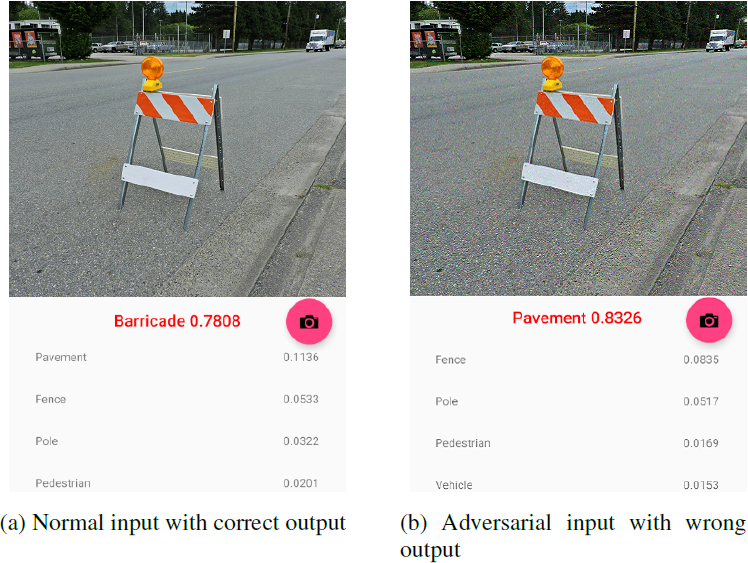 Barricade 0.7808
Pavement 0.1136
Fence 0.0533
Pole 0.0322
Pedestrian 0.0201
(a) Normal input with correct output
Pavement 0.8326
Fence 0.0835
Pole 0.0517
Pedestrian 0.0169
Vehicle 0.0153
(b) Adversarial input with wrong
output